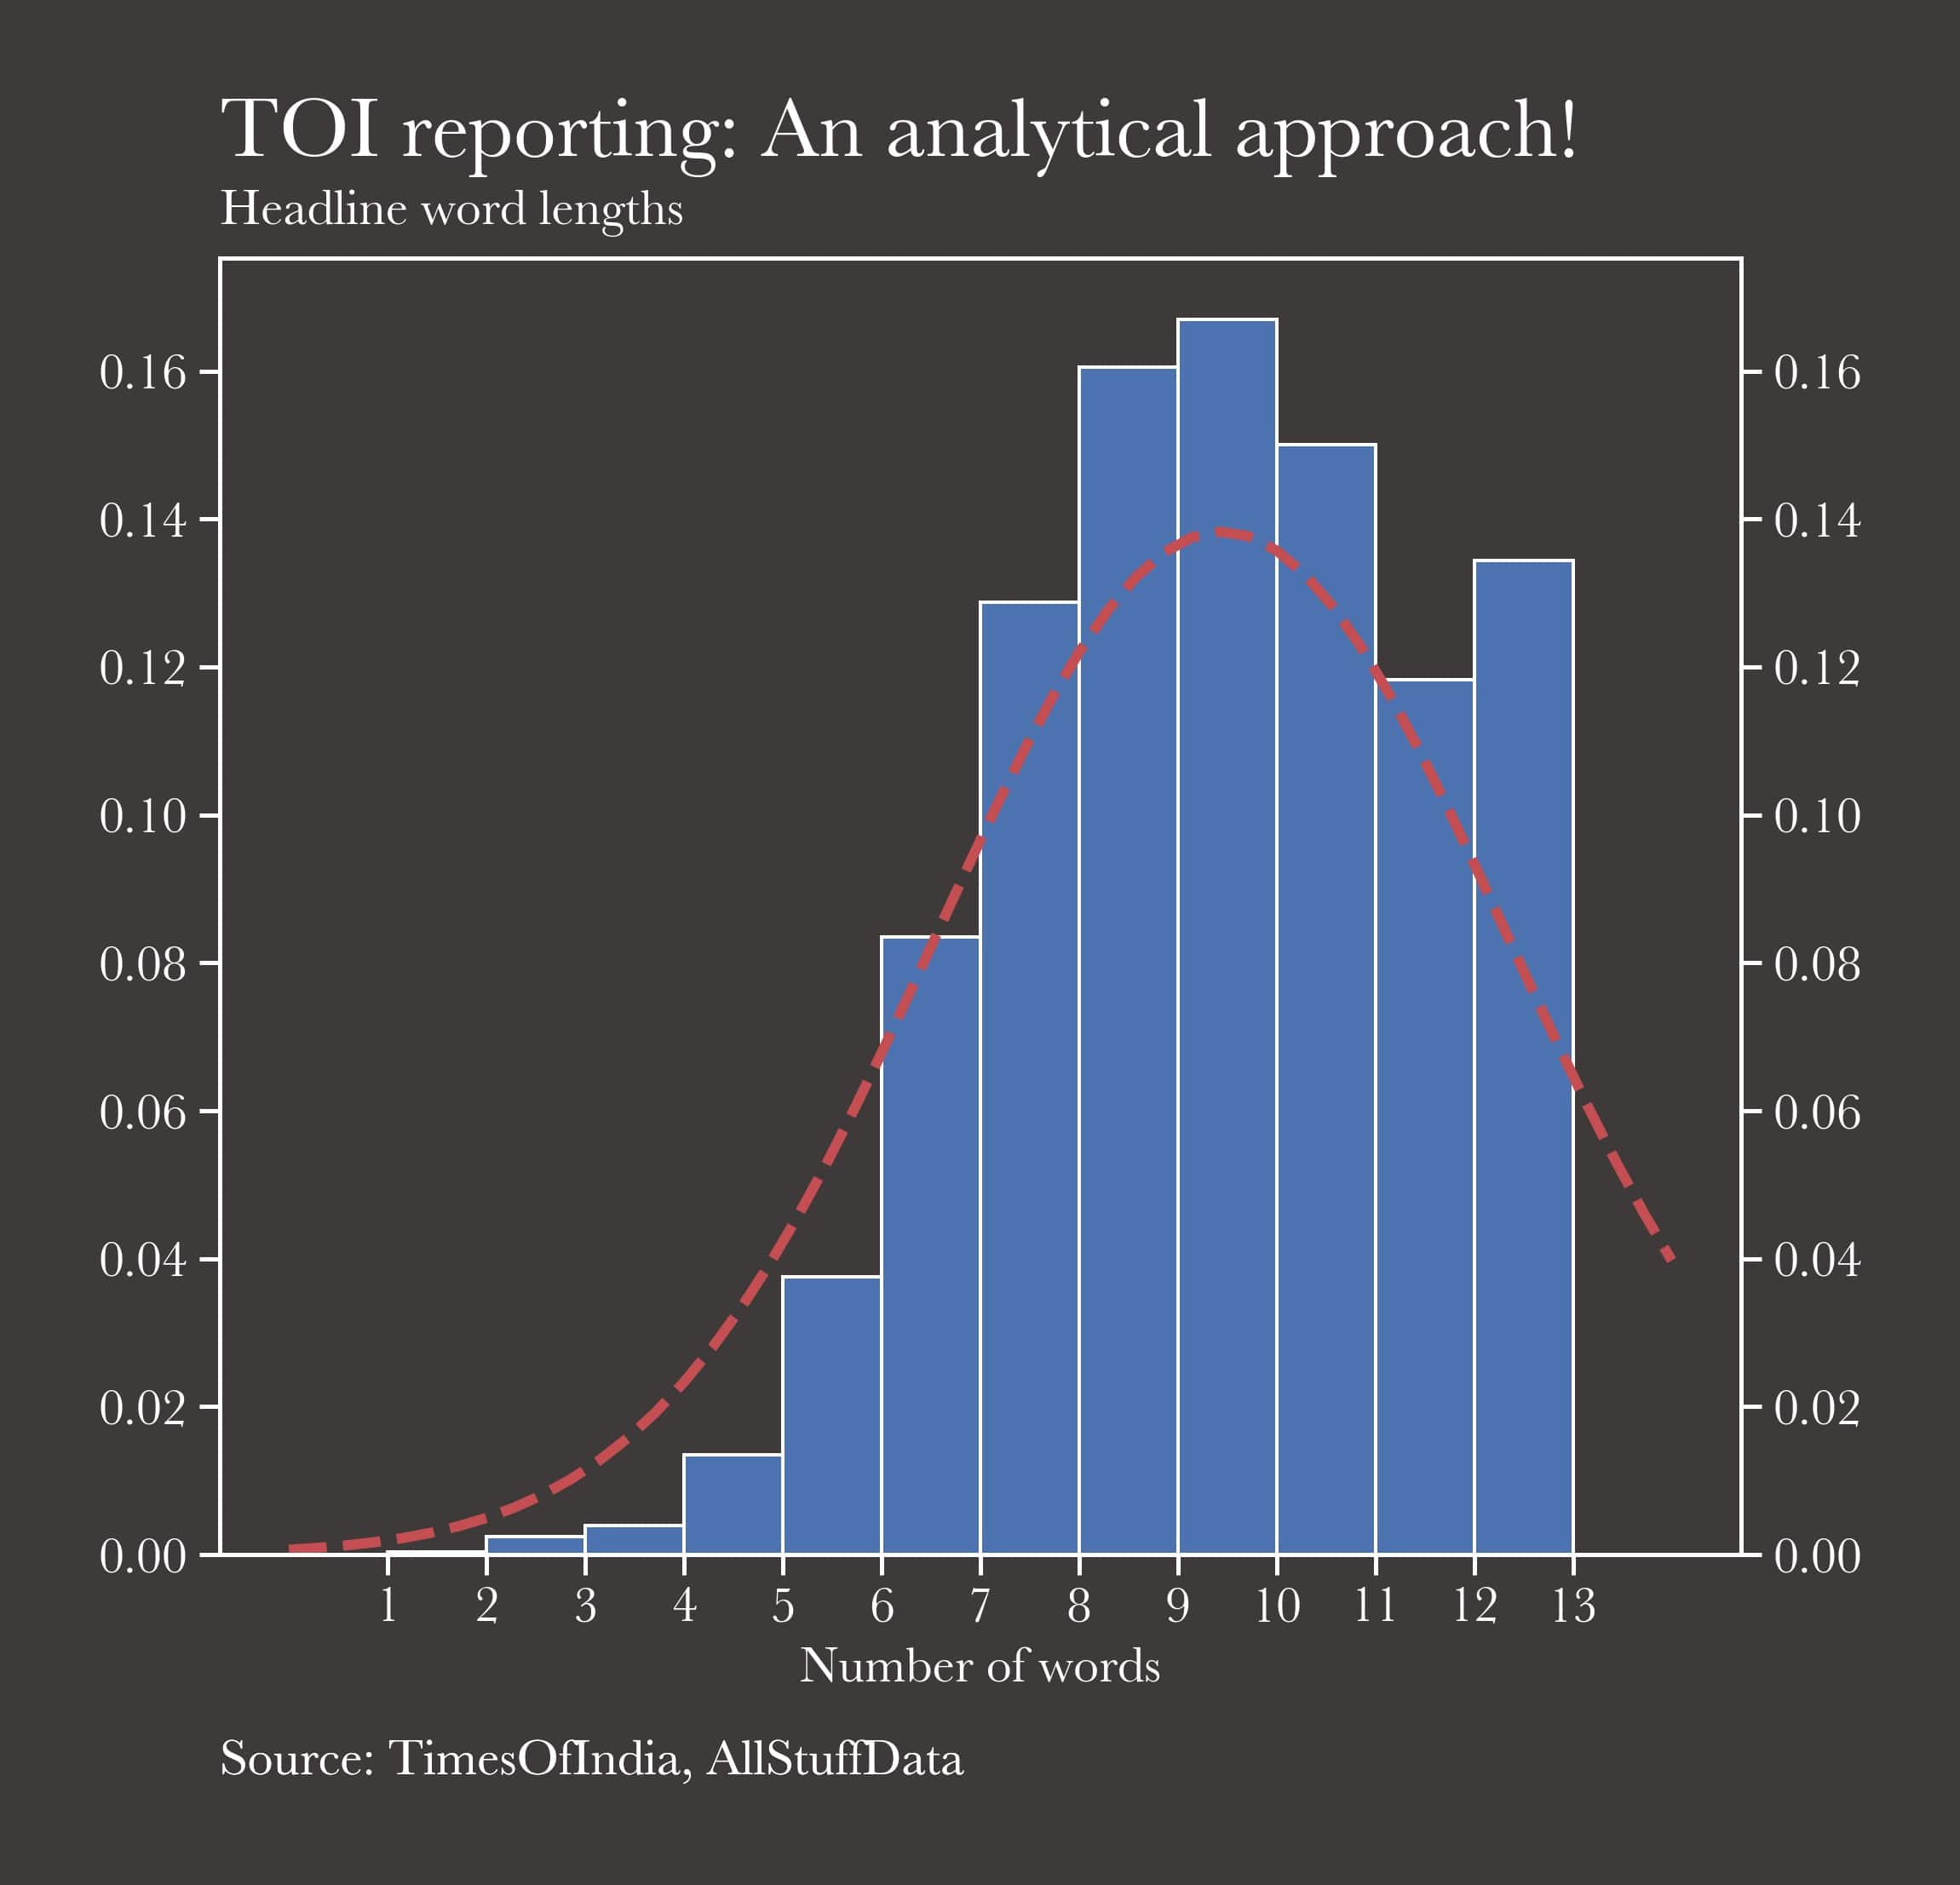 TOI reporting: An analytical approach!
Headline word lengths
0.16 0.16
0.14 0.14
0.12 0.12
0.10 0.10
0.08 0.08
0.06 0.06
0.04 0.04
0.02 0.02
0.00 0.00
1 2 3 4 5 6 7 8 9 10 11 12 13
Number of words
Source: TimesOfIndia, AllStuffData